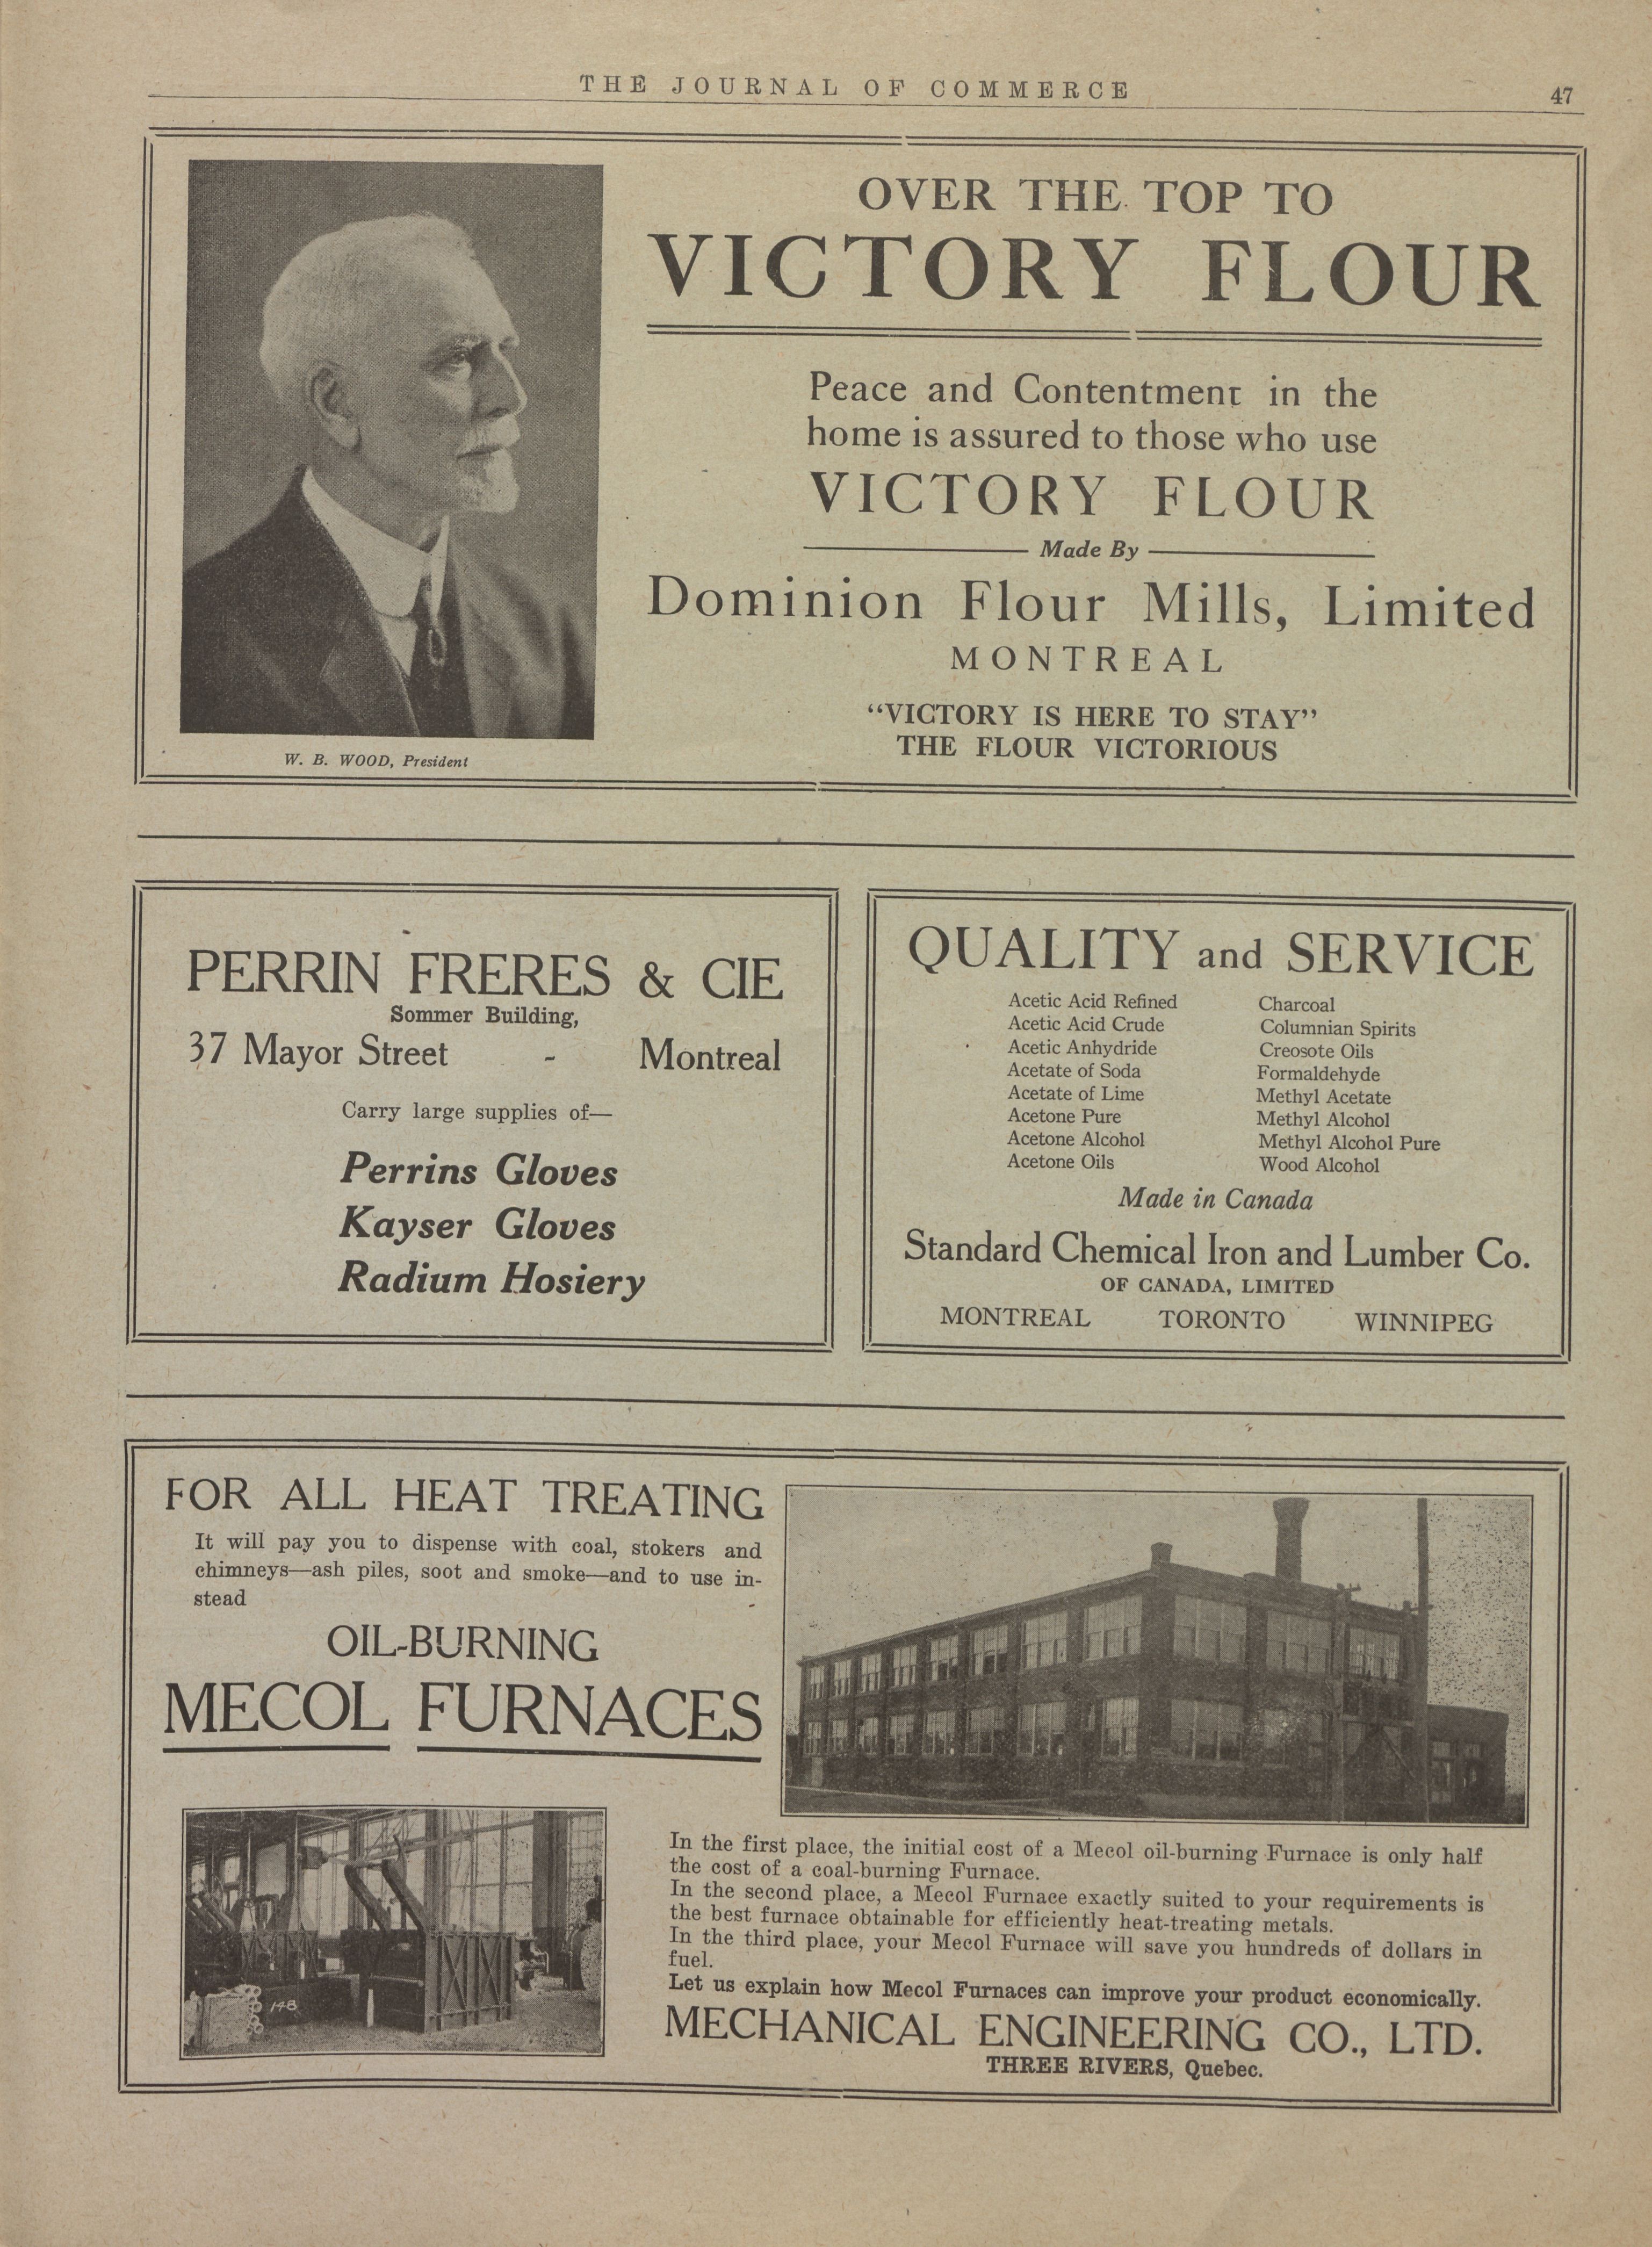 THE JOURNAL OF COMMERCE
47
OVER THE TOP TO
VICTORY FLOUR
Peace and Contentment in the
home is assured to those who use
VICTORY FLOUR
Made By
Dominion Flour Mills, Limited
MONTREAL
“VICTORY IS HERE TO STAY”
THE FLOUR VICTORIOUS
W. B. WOOD, President
PERRIN FRERES & CIE
Sommer Building,
37 Mayor Street - Montreal
Carry large supplies of—
Perrins Gloves
Kayser Gloves
Radium Hosiery
QUALITY and SERVICE
Acetic Acid Refined
Acetic Acid Crude
Acetic Anhydride
Acetate of Soda
Acetate of Lime
Acetone Pure
Acetone Alcohol
Acetone Oils
Charcoal
Columnian Spirits
Creosote Oils
Formaldehyde
Methyl Acetate
Methyl Alcohol
Methyl Alcohol Pure
Wood Alcohol
Made in Canada
Standard Chemical Iron and Lumber Co.
OF CANADA, LIMITED
MONTREAL TORONTO WINNIPEG
FOR ALL HEAT TREATING
It will pay you to dispense with coal, stokers and
chimneys—ash piles, soot and smoke—and to use in-
stead
OIL-BURNING
MECOL FURNACES
148
In the first place, the initial cost of a Mecol oil-burning Furnace is only half
the cost of a coal-burning Furnace.
In the second place, a Mecol Furnace exactly suited to your requirements is
the best furnace obtainable for efficiently heat-treating metals.
In the third place, your Mecol Furnace will save you hundreds of dollars in
fuel.
Let us explain how Mecol Furnaces can improve your product economically.
MECHANICAL ENGINEERING CO., LTD.
THREE RIVERS, Quebec.